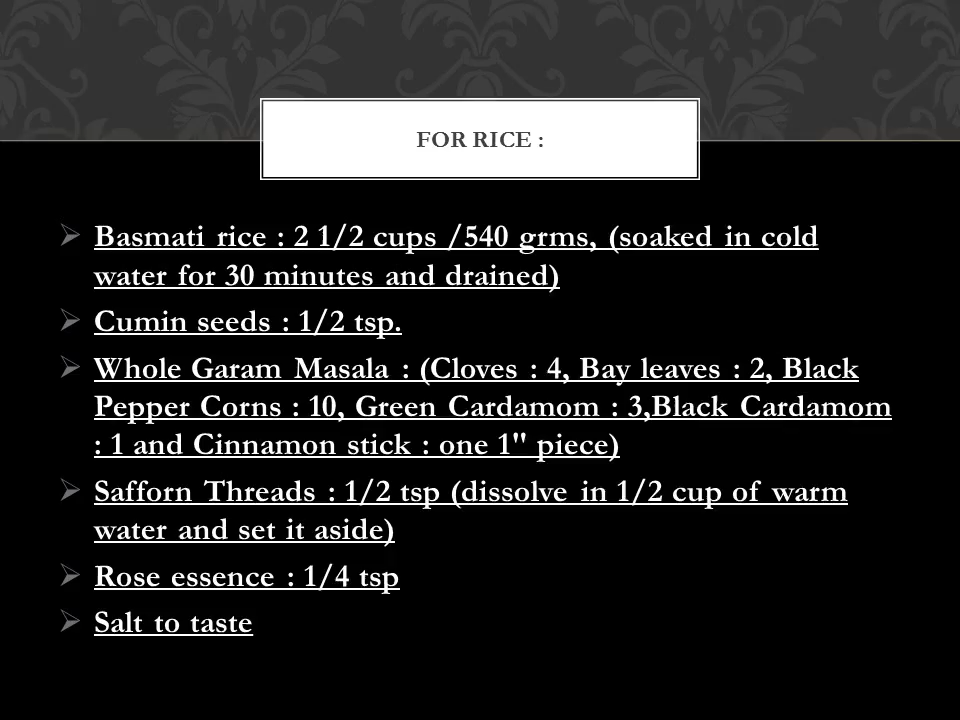 FOR RICE :
Basmati rice : 2 1/2 cups /540 grms, (soaked in cold
water for 30 minutes and drained)
Cumin seeds : 1/2 tsp.
Whole Garam Masala : (Cloves : 4, Bay leaves : 2, Black
Pepper Corns : 10, Green Cardamom : 3,Black Cardamom
: 1 and Cinnamon stick : one 1" piece)
Safforn Threads : 1/2 tsp (dissolve in 1/2 cup of warm
water and set it aside)
Rose essence : 1/4 tsp
Salt to taste